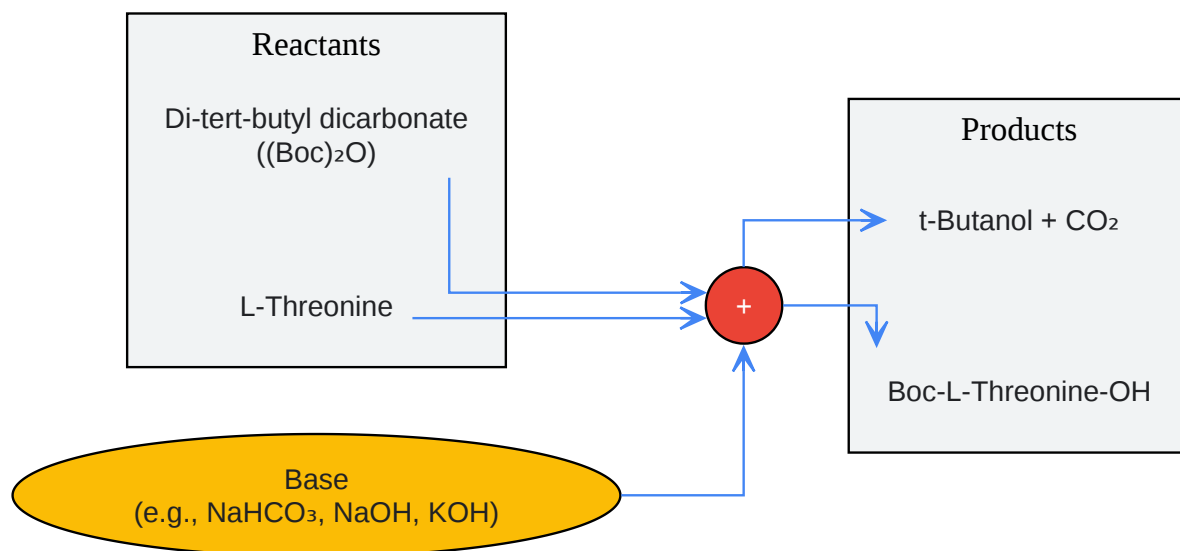 Reactants
Di-tert-butyl dicarbonate
((Boc)₂O)
L-Threonine
Base
(e.g., NaHCO₃, NaOH, KOH)
+
Products
t-Butanol + CO₂
Boc-L-Threonine-OH